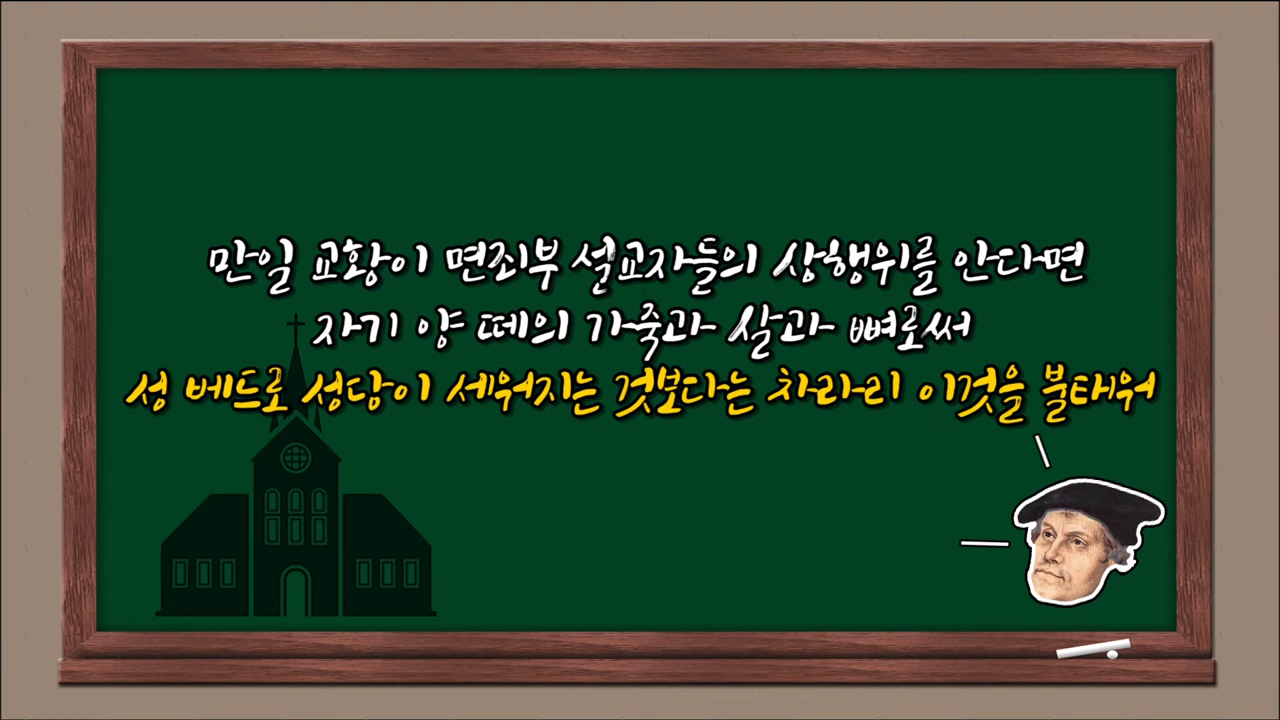 만일 교황이 면죄부 설교자들의 상행위를 안다면
자기 양 떼의 가죽과 살과 뼈로써
성 베드로 성당이 세워지는 것보다는 차라리 이것을 불태워